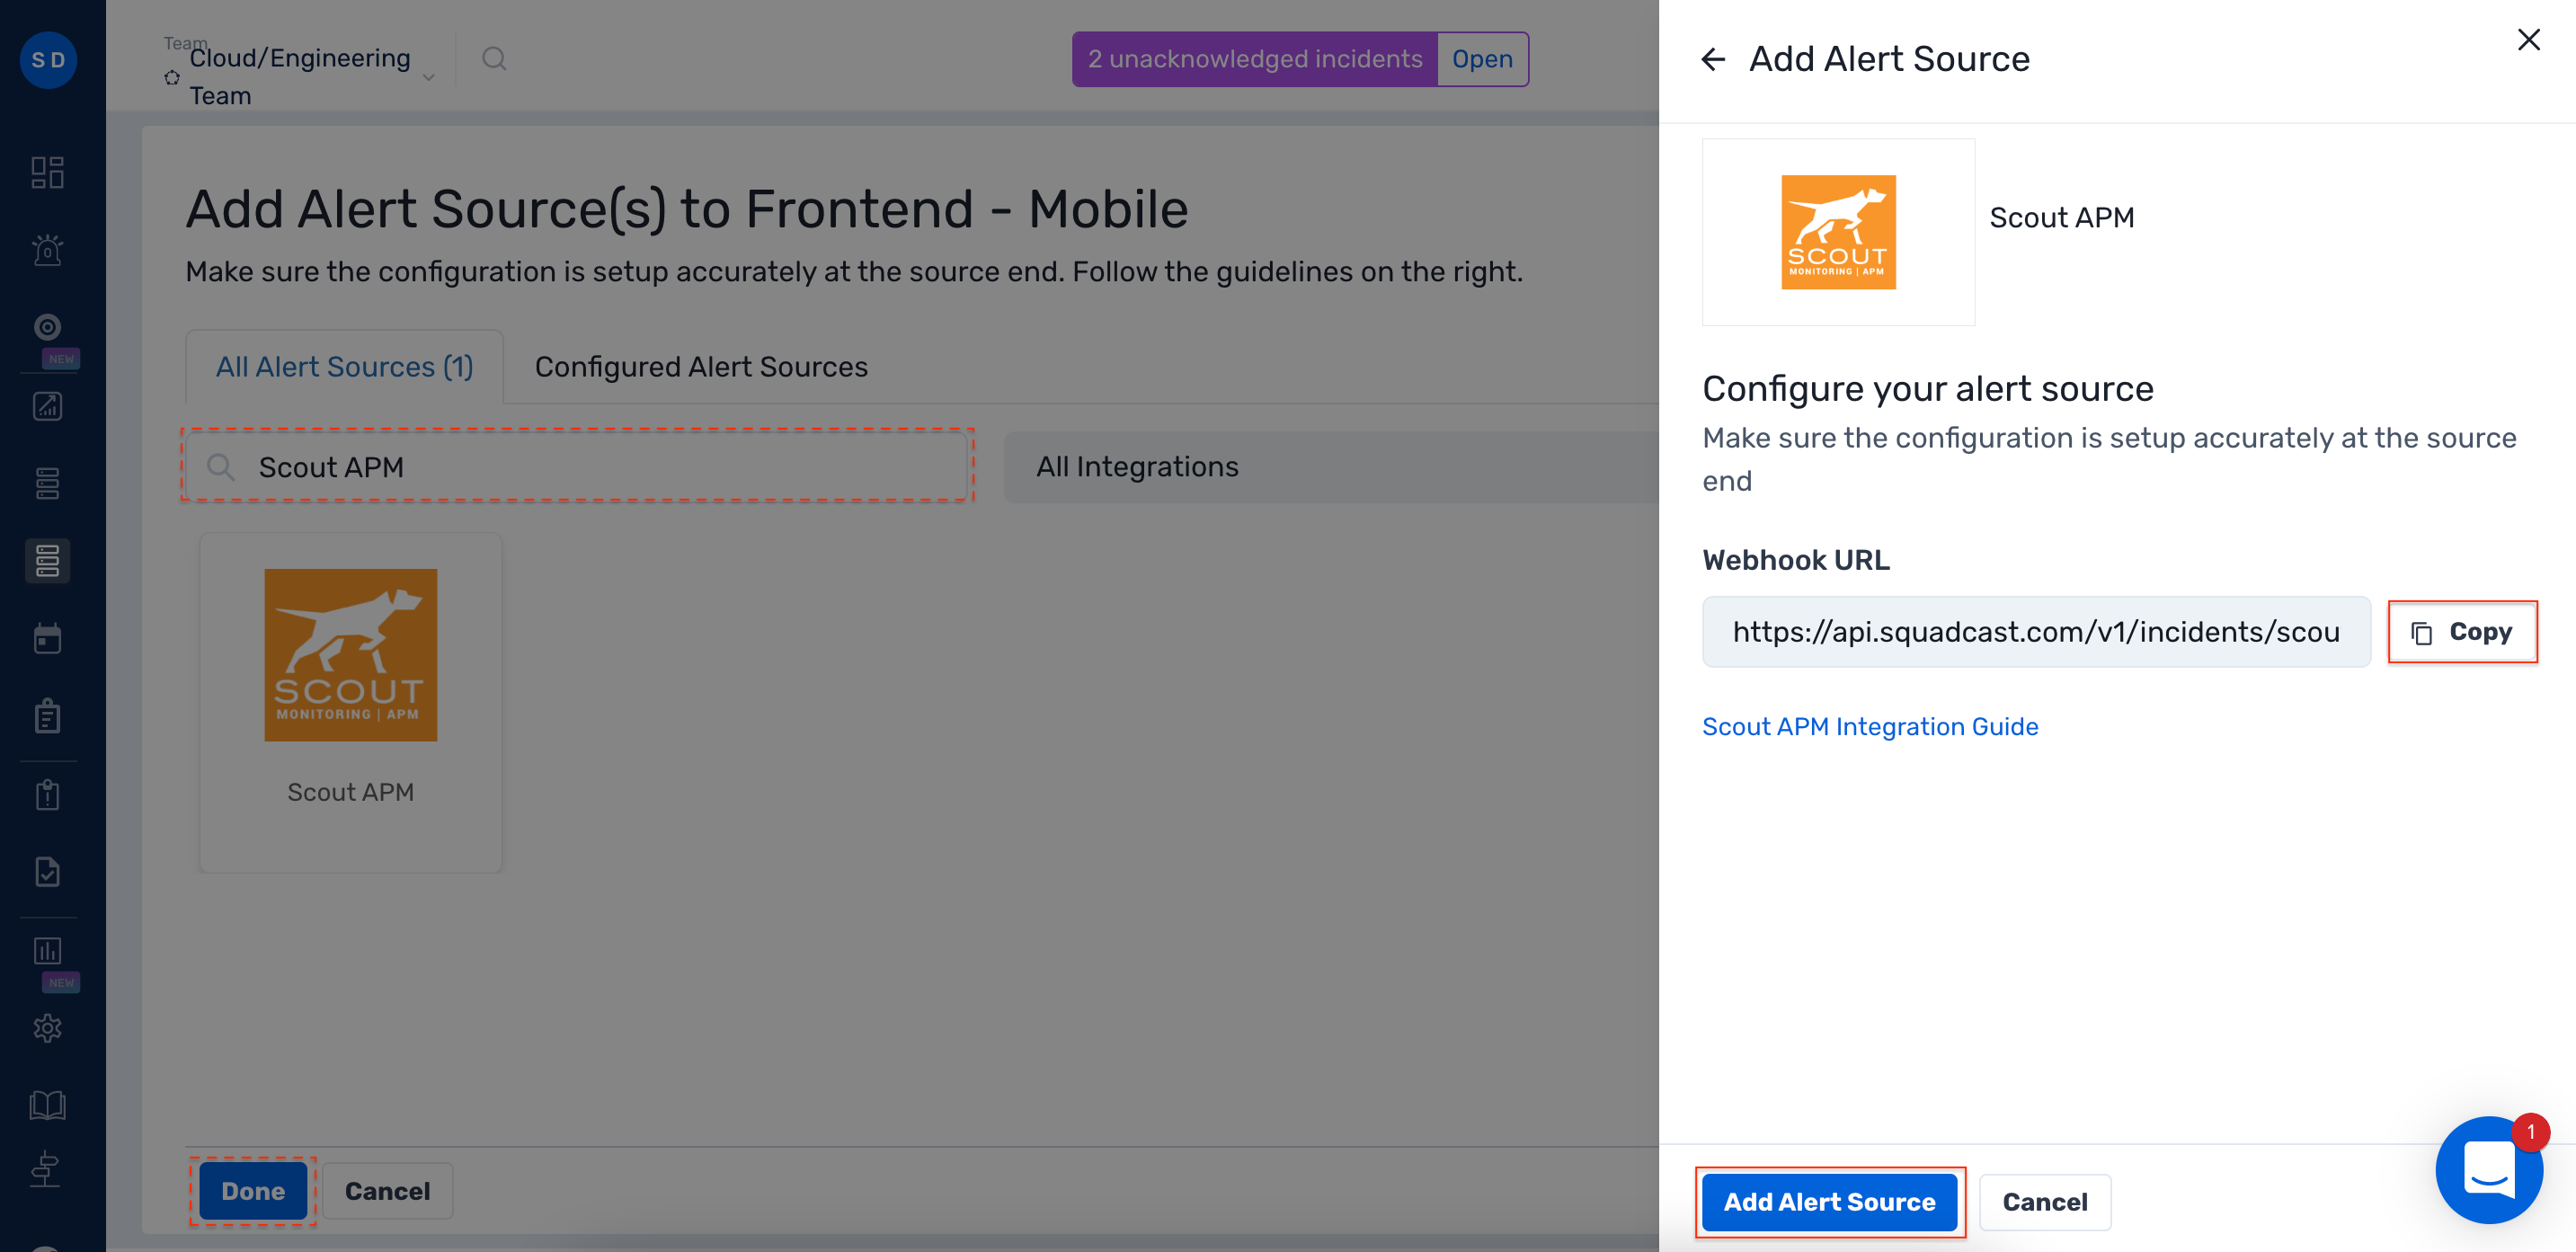 S D
Team
Cloud/Engineering
Team
2 unacknowledged incidents
Open
NEW
NEW
Add Alert Source(s) to Frontend - Mobile
Make sure the configuration is setup accurately at the source end. Follow the guidelines on the right.
All Alert Sources (1)
Configured Alert Sources
Scout APM
All Integrations
SCOUT
MONITORING | APM
Scout APM
Done
Cancel
Add Alert Source
SCOUT
MONITORING | APM
Scout APM
Configure your alert source
Make sure the configuration is setup accurately at the source
end
Webhook URL
https://api.squadcast.com/v1/incidents/scou
Copy
Scout APM Integration Guide
1
Add Alert Source
Cancel